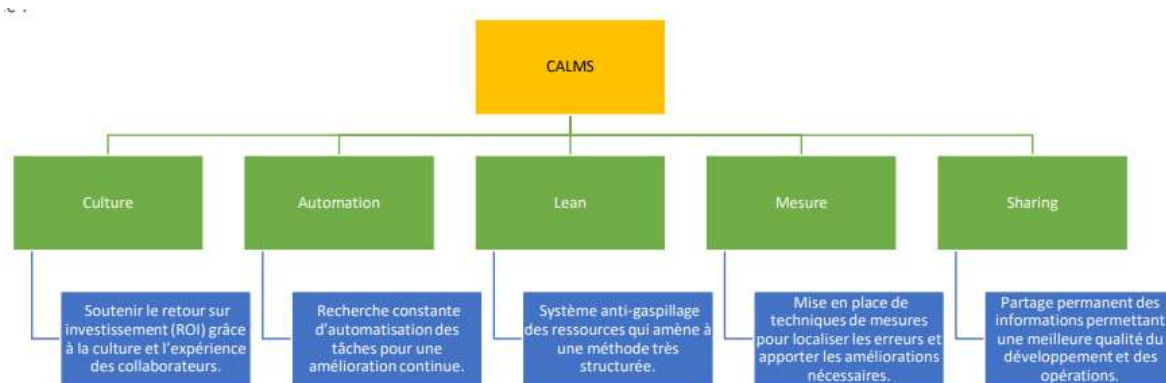 CALMS
Culture
Automation
Lean
Mesure
Sharing
Soutenir le retour sur
investissement (ROI) grâce
à la culture et l'expérience
des collaborateurs.
Recherche constante
d'automatisation des
tâches pour une
amélioration continue.
Système anti-gaspillage
des ressources qui amène à
une méthode très
structurée.
Mise en place de
techniques de mesures
pour localiser les erreurs et
apporter les améliorations
nécessaires.
Partage permanent des
informations permettant
une meilleure qualité du
développement et des
opérations.